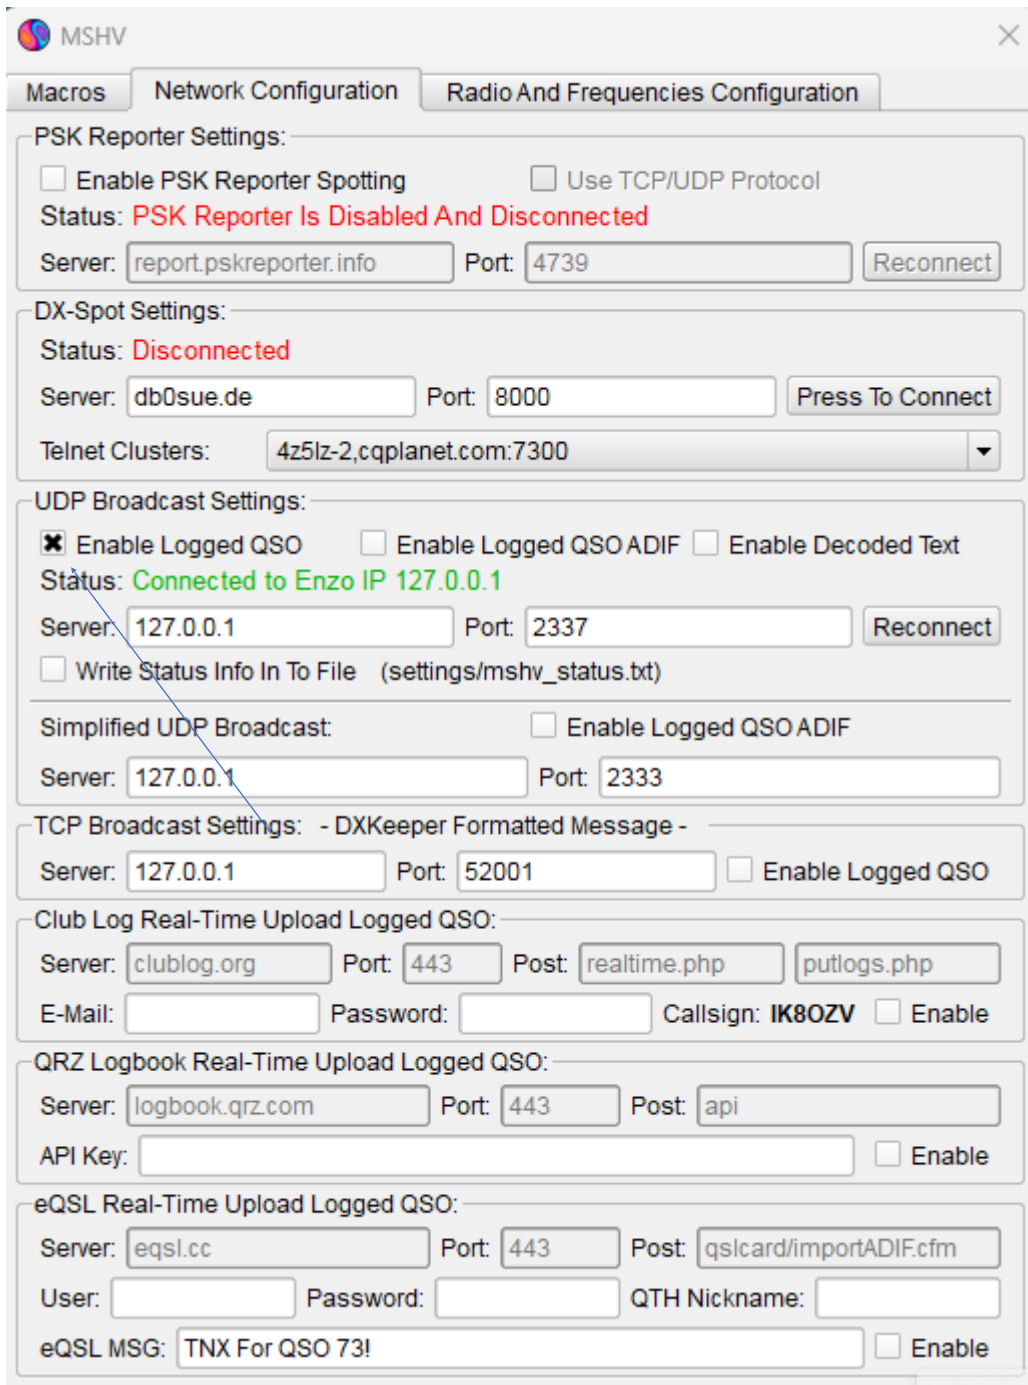 MSHV
Macros Network Configuration Radio And Frequencies Configuration
PSK Reporter Settings:
Enable PSK Reporter Spotting Use TCP/UDP Protocol
Status: PSK Reporter Is Disabled And Disconnected
Server: report.pskreporter.info Port: 4739 Reconnect
DX-Spot Settings:
Status: Disconnected
Server: db0sue.de Port: 8000 Press To Connect
Telnet Clusters: 4z5lz-2,cqplanet.com:7300
UDP Broadcast Settings:
Enable Logged QSO Enable Logged QSO ADIF Enable Decoded Text
Status: Connected to Enzo IP 127.0.0.1
Server: 127.0.0.1 Port: 2337 Reconnect
Write Status Info In To File (settings/mshv_status.txt)
Simplified UDP Broadcast: Enable Logged QSO ADIF
Server: 127.0.0.1 Port: 2333
TCP Broadcast Settings: - DXKeeper Formatted Message -
Server: 127.0.0.1 Port: 52001 Enable Logged QSO
Club Log Real-Time Upload Logged QSO:
Server: clublog.org Port: 443 Post: realtime.php putlogs.php
E-Mail: Password: Callsign: IK8OZV Enable
QRZ Logbook Real-Time Upload Logged QSO:
Server: logbook.qrz.com Port: 443 Post: api
API Key: Enable
eQSL Real-Time Upload Logged QSO:
Server: eqsl.cc Port: 443 Post: qslcard/importADIF.cfm
User: Password: QTH Nickname:
eQSL MSG: TNX For QSO 73! Enable